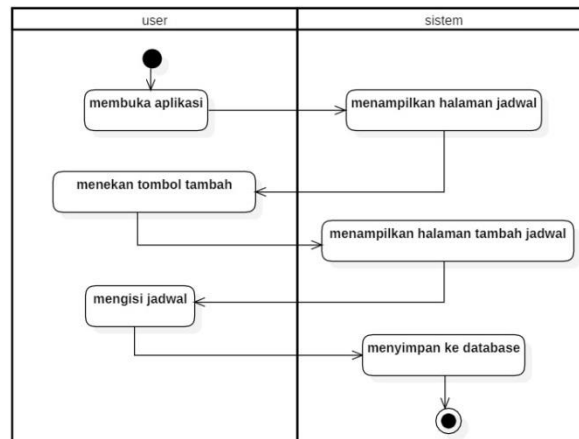 user
sistem
membuka aplikasi
menampilkan halaman jadwal
menekan tombol tambah
menampilkan halaman tambah jadwal
mengisi jadwal
menyimpan ke database